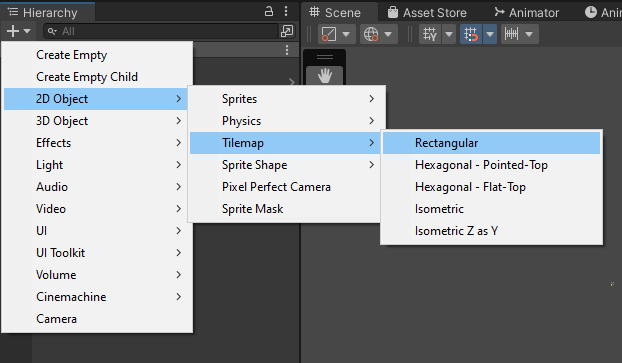 Hierarchy
Scene
Asset Store
Animator
Ani
All
Create Empty
Create Empty Child
2D Object
3D Object
Effects
Light
Audio
Video
UI
UI Toolkit
Volume
Cinemachine
Camera
Sprites
Physics
Tilemap
Sprite Shape
Pixel Perfect Camera
Sprite Mask
Rectangular
Hexagonal - Pointed-Top
Hexagonal - Flat-Top
Isometric
Isometric Z as Y